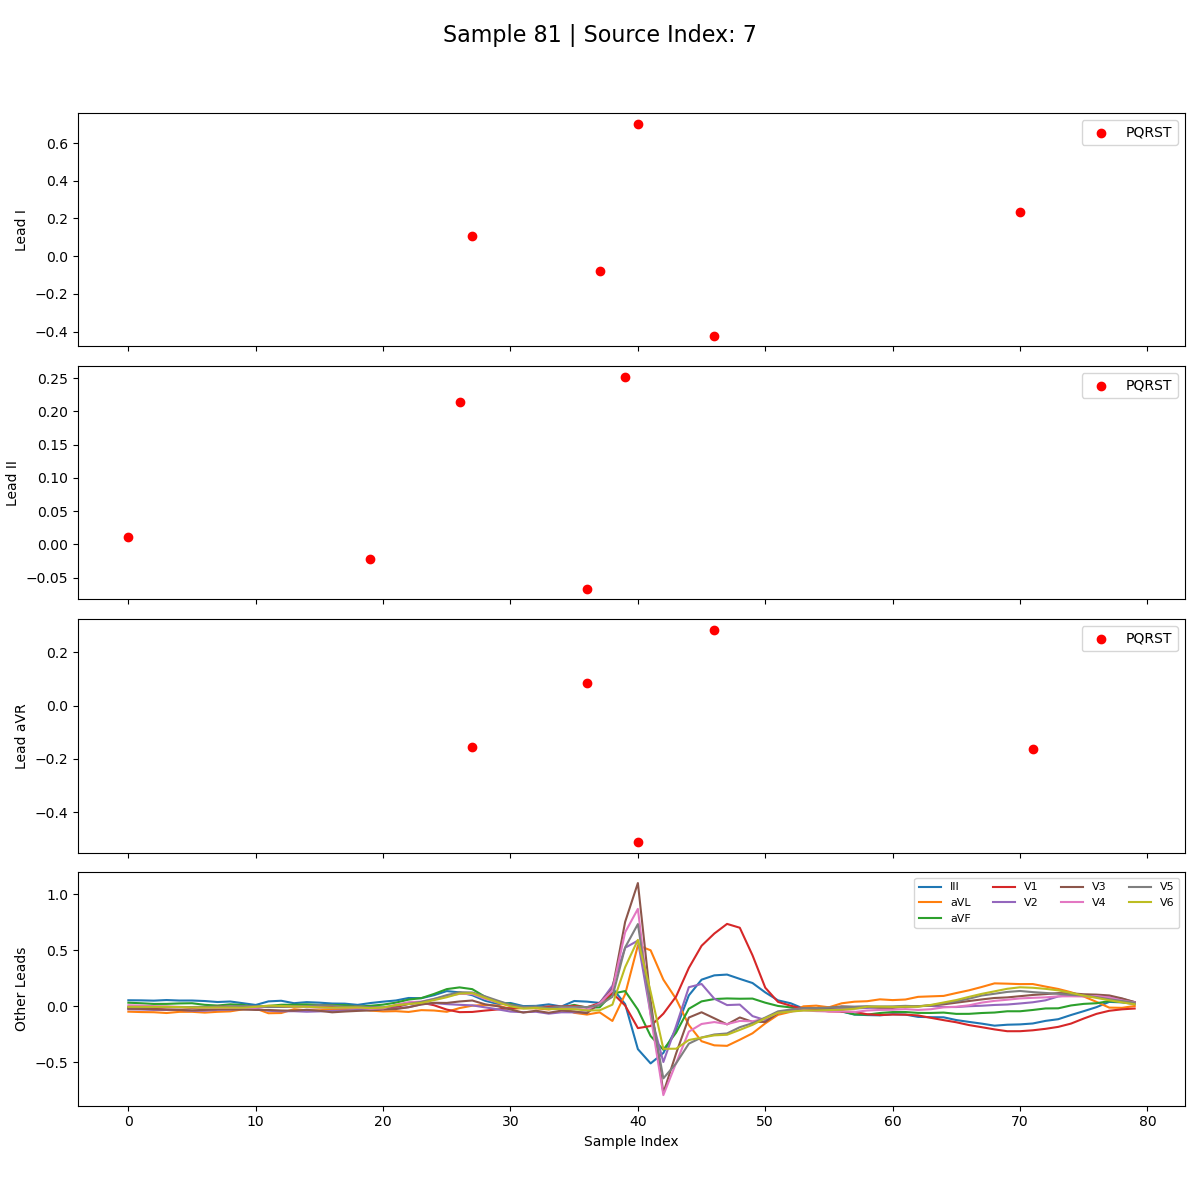 Sample 81 | Source Index: 7
Lead I
0.6
0.4
0.2
0.0
−0.2
−0.4
PQRST
Lead II
0.25
0.20
0.15
0.10
0.05
0.00
−0.05
PQRST
Lead aVR
0.2
0.0
−0.2
−0.4
PQRST
Other Leads
1.0
0.5
0.0
−0.5
III V1 V3 V5
aVL V2 V4 V6
aVF
0 10 20 30 40 50 60 70 80
Sample Index